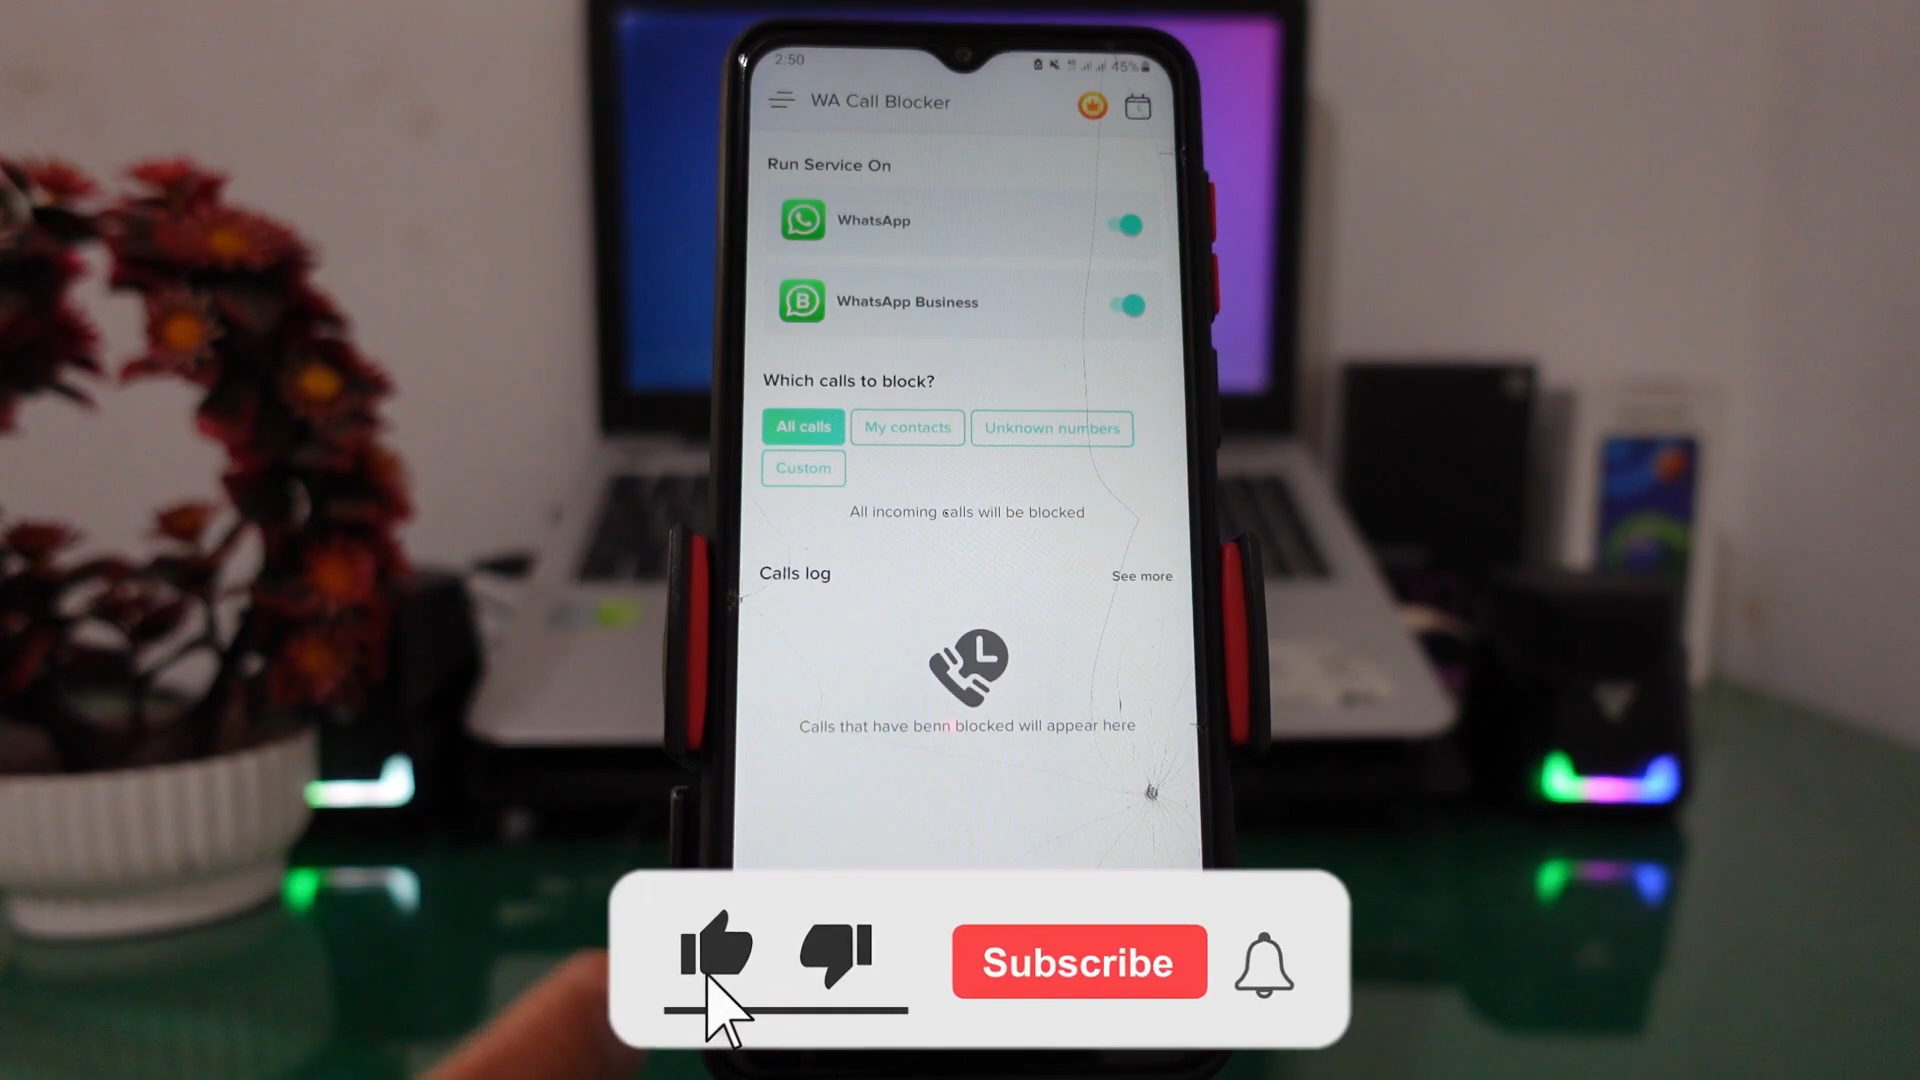 2:50
45%
WA Call Blocker
Run Service On
WhatsApp
B
WhatsApp Business
Which calls to block?
All calls
My contacts
Unknown numbers
Custom
All incoming calls will be blocked
Calls log
See more
Calls that have benn blocked will appear here
Subscribe